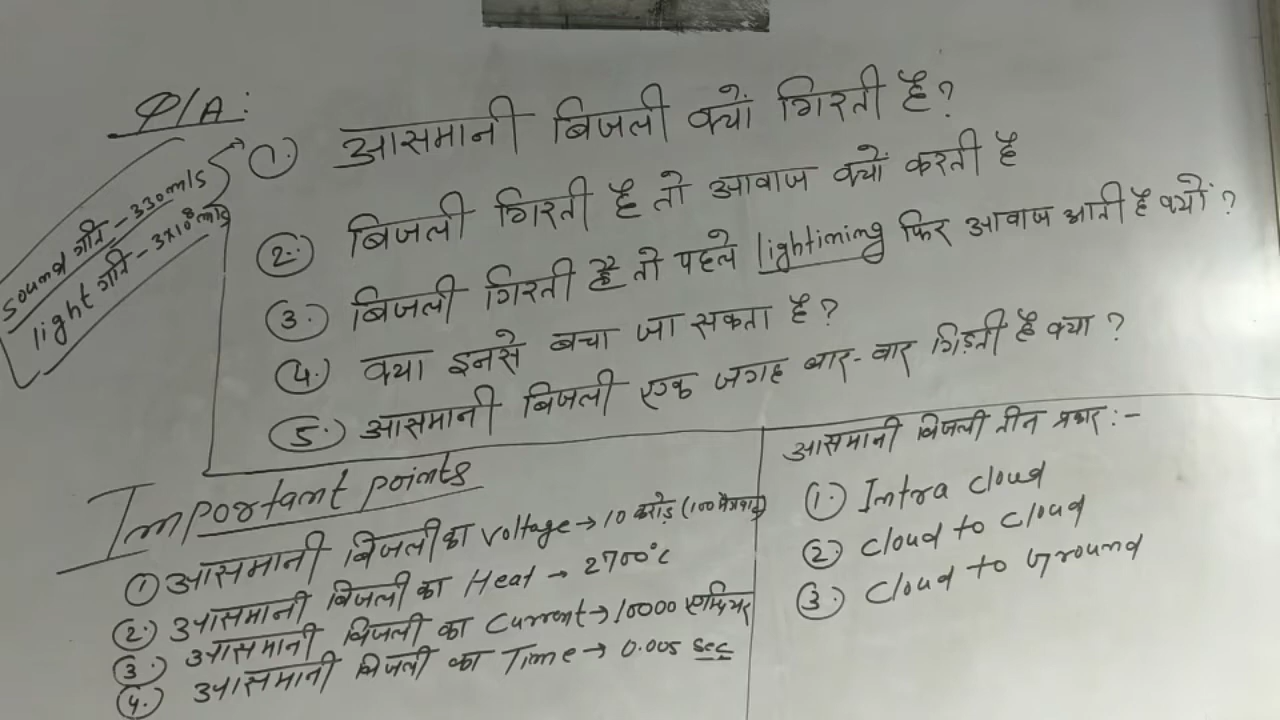 Q/A:
sound गति - 330m/s
light गति - 3x10⁸m/s
1. आसमानी बिजली क्यों गिरती है?
2. बिजली गिरती है तो आवाज क्यों करती है
3. बिजली गिरती है तो पहले lightiming फिर आवाज आती है क्यों?
4. क्या इनसे बचा जा सकता है?
5. आसमानी बिजली एक जगह बार-बार गिड़ती है क्या?
Important points
1 आसमानी बिजली का voltage → 10 करोड़ (100
2. आसमानी बिजली का Heat → 2700°c
3. आसमानी बिजली का Current → 10000 एम्पियर
4. आसमानी बिजली का Time → 0.005 sec
आसमानी बिजली तीन प्रकार :-
1. Intra cloud
2. cloud to cloud
3. cloud to Ground